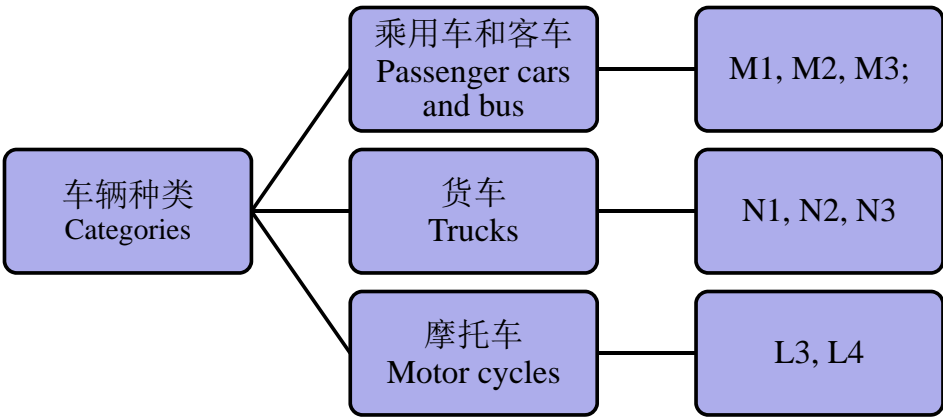 车辆种类
Categories
乘用车和客车
Passenger cars
and bus
M1, M2, M3;
货车
Trucks
N1, N2, N3
摩托车
Motor cycles
L3, L4